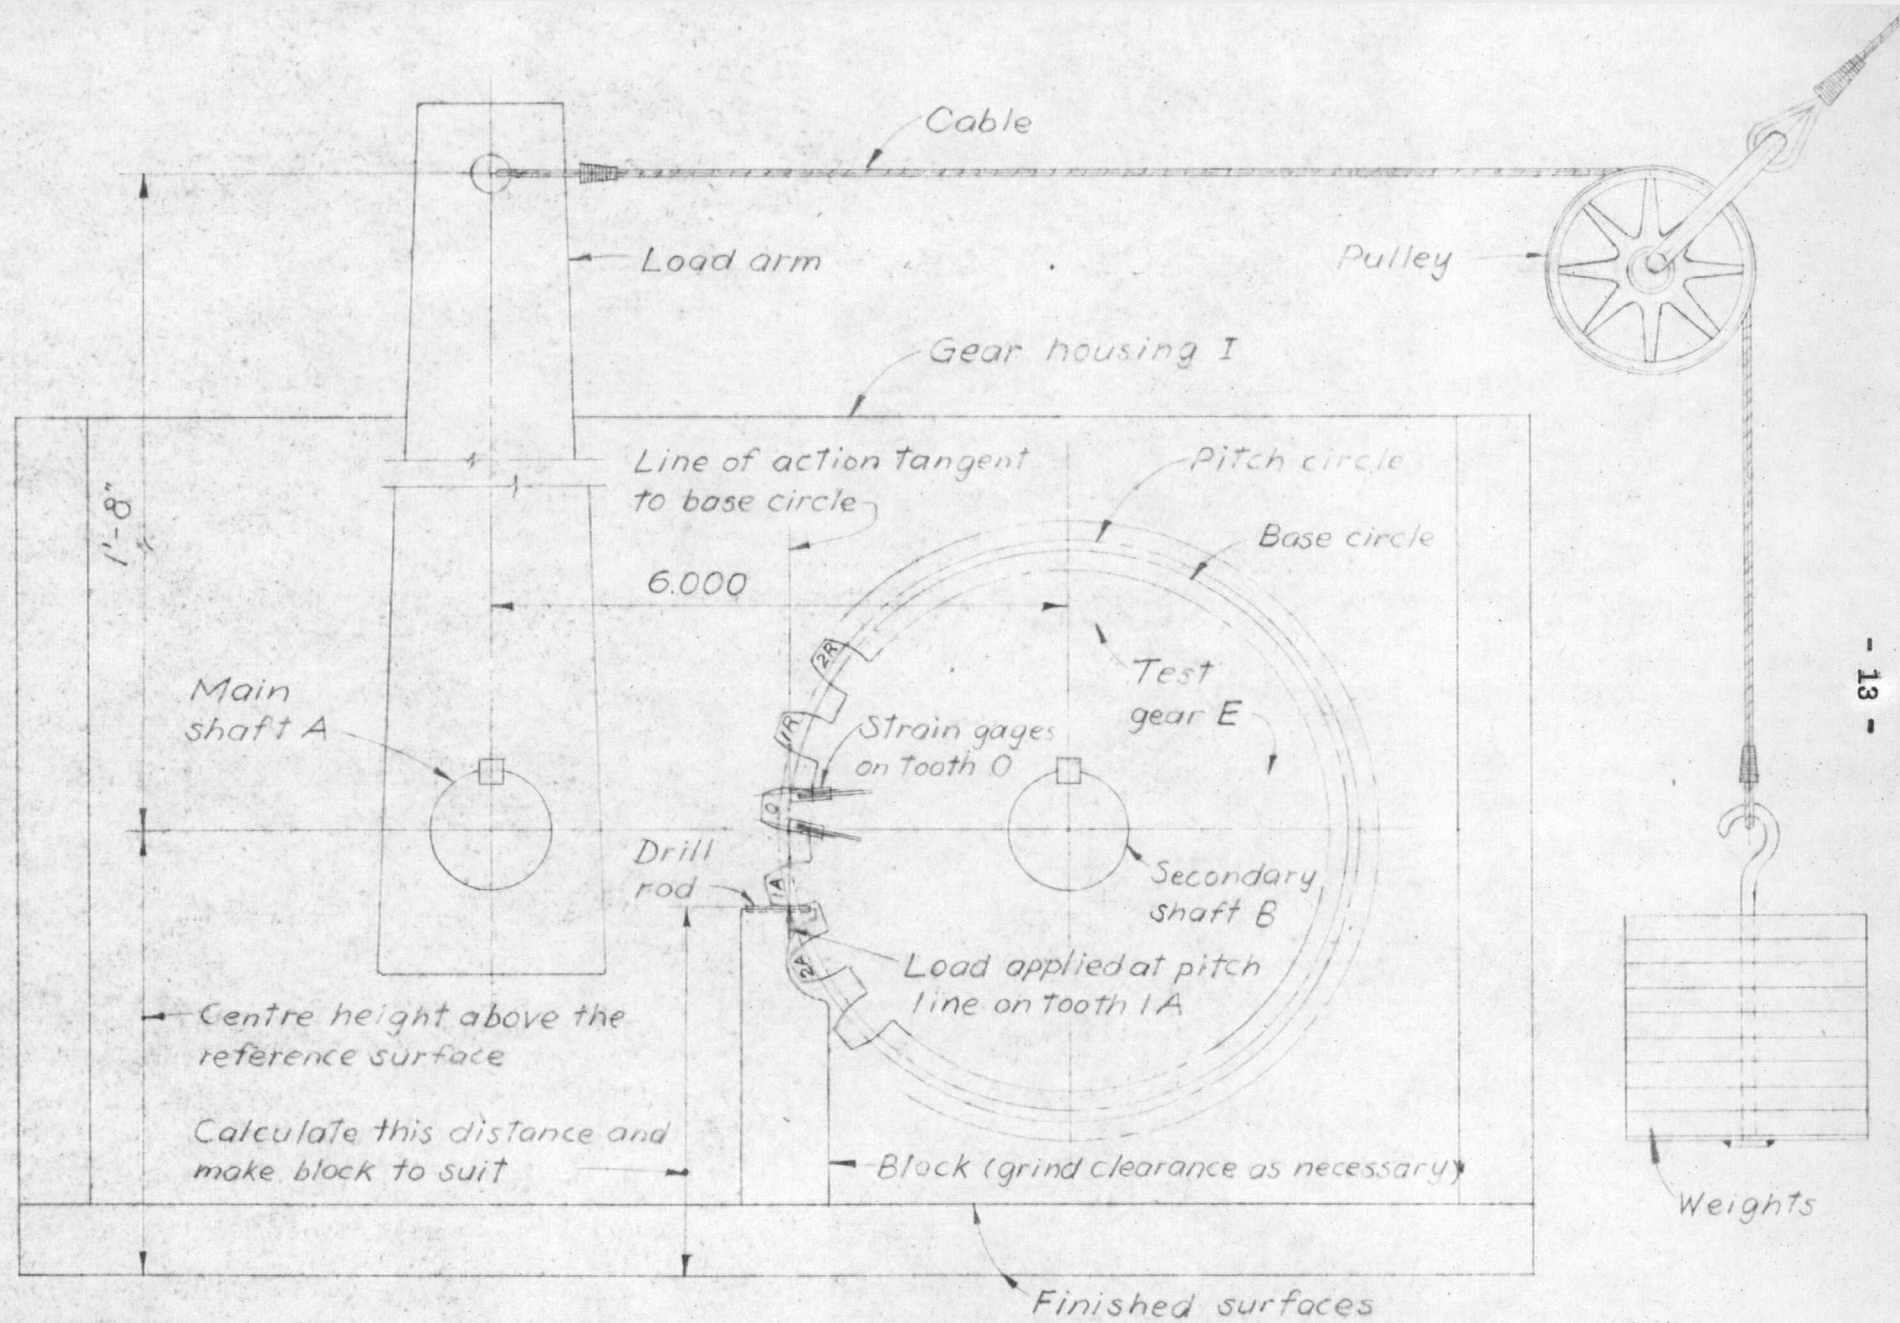 Cable
Load arm
Pulley
Gear housing I
Line of action tangent
to base circle
Pitch circle
Base circle
1'-8"
6.000
2R
1R
O
1A
2A
Main
shaft A
Strain gages
on tooth O
Test
gear E
- 13 -
Drill
rod
Secondary
shaft B
Load applied at pitch
line on tooth 1A
Centre height above the
reference surface
Calculate this distance and
make block to suit
Block (grind clearance as necessary)
Weights
Finished surfaces